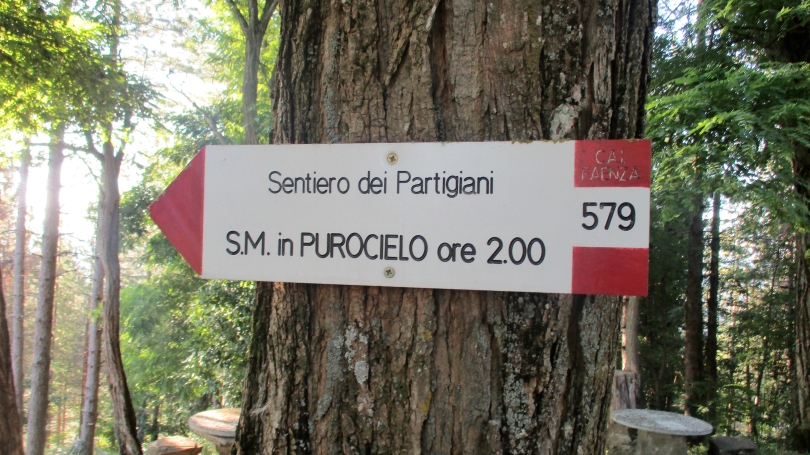 Sentiero dei Partigiani
S.M. in PUROCIELO ore 2.00
CAI
FAENZA
579